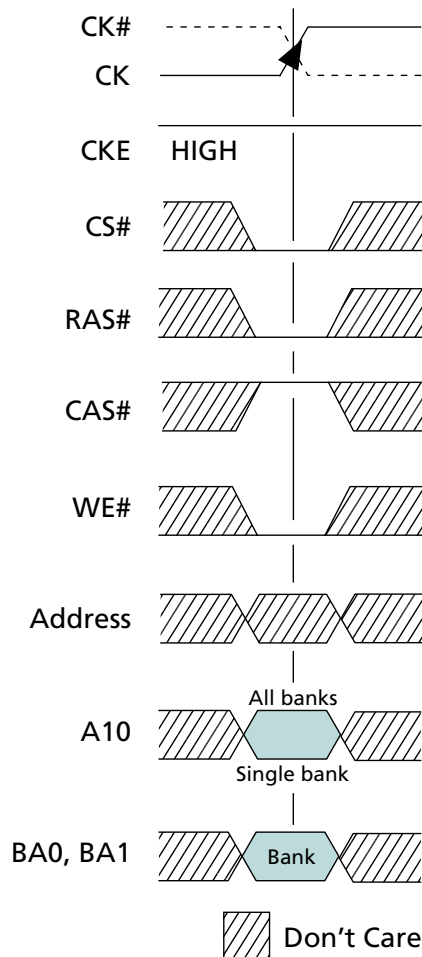 CK#
CK
CKE HIGH
CS#
RAS#
CAS#
WE#
Address
All banks
A10
Single bank
BA0, BA1 Bank
Don't Care